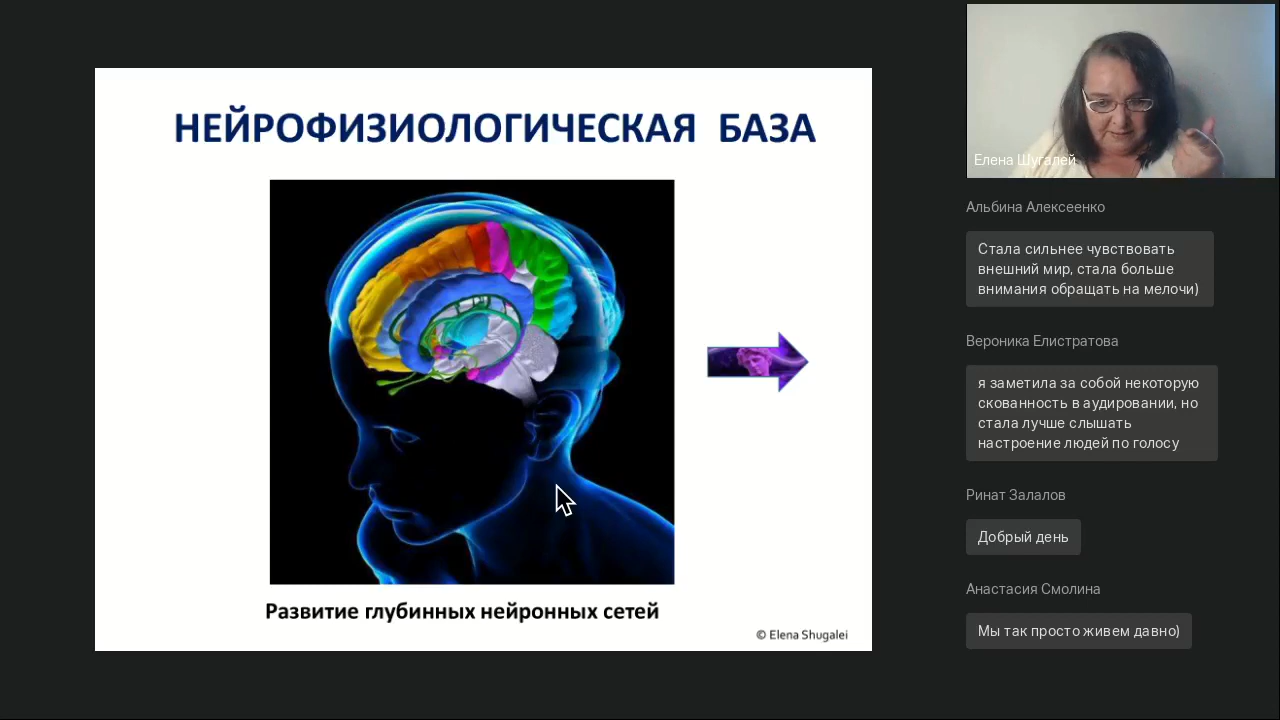 НЕЙРОФИЗИОЛОГИЧЕСКАЯ БАЗА
Развитие глубинных нейронных сетей
© Elena Shugalei
Елена Шугалей
Альбина Алексеенко
Стала сильнее чувствовать
внешний мир, стала больше
внимания обращать на мелочи)
Вероника Елистратова
я заметила за собой некоторую
скованность в аудировании, но
стала лучше слышать
настроение людей по голосу
Ринат Залалов
Добрый день
Анастасия Смолина
Мы так просто живем давно)